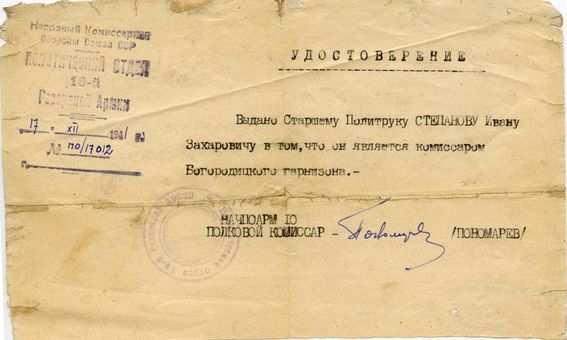 Народный Комиссариат
Обороны Союза ССР
ПОЛИТИЧЕСКИЙ ОТДЕЛ
10-й
Резервной Армии
17 XII 1941 г.
№ по/17012
г.
УДОСТОВЕРЕНИЕ
Выдано Старшему Политруку СТЕПАНОВУ Ивану
Захаровичу в том, что он является комиссаром
Богородицкого гарнизона.-
НАЧПОАРМ 10
ПОЛКОВОЙ КОМИССАР - /ПОНОМАРЕВ/